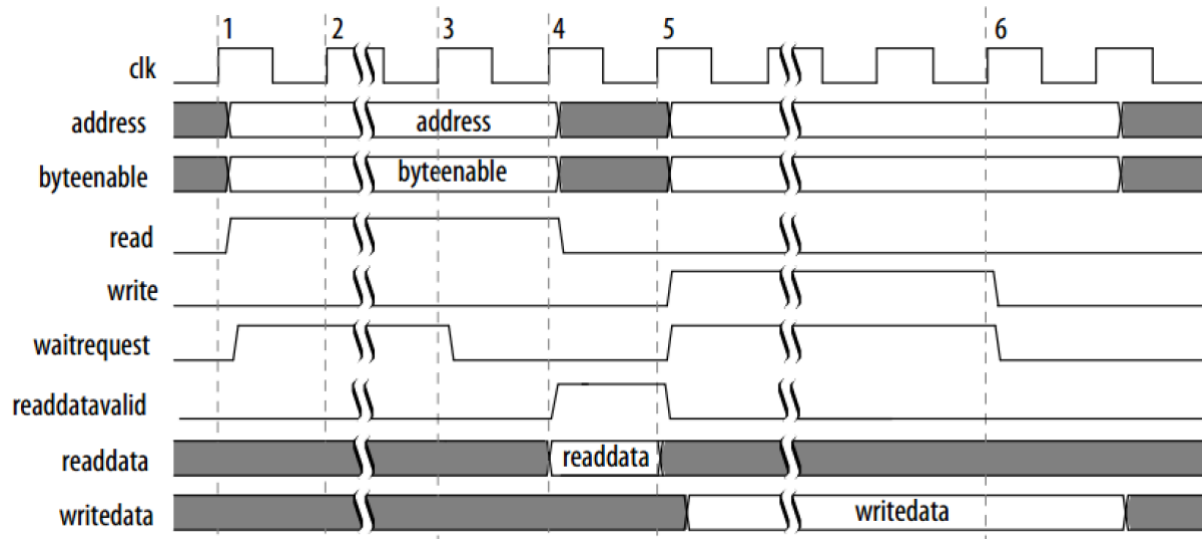 1 2 3 4 5 6
clk
address address
byteenable byteenable
read
write
waitrequest
readdatavalid
readdata readdata
writedata writedata